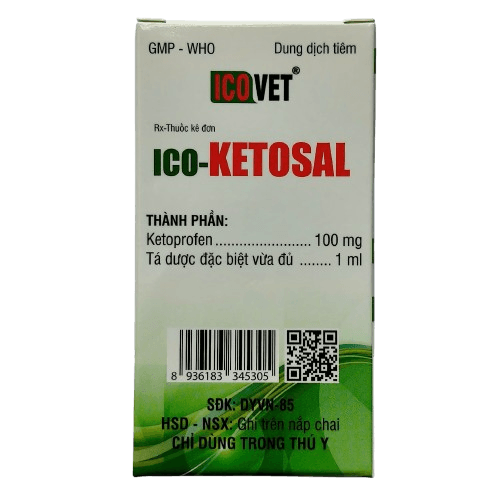 GMP - WHO
Dung dịch tiêm
ICOVET®
Rx-Thuốc kê đơn
ICO-KETOSAL
THÀNH PHẦN:
Ketoprofen ........................ 100 mg
Tá dược đặc biệt vừa đủ ........ 1 ml
8 936183 345305
SĐK: DYVN-85
HSD - NSX: Ghi trên nắp chai
CHỈ DÙNG TRONG THÚ Y